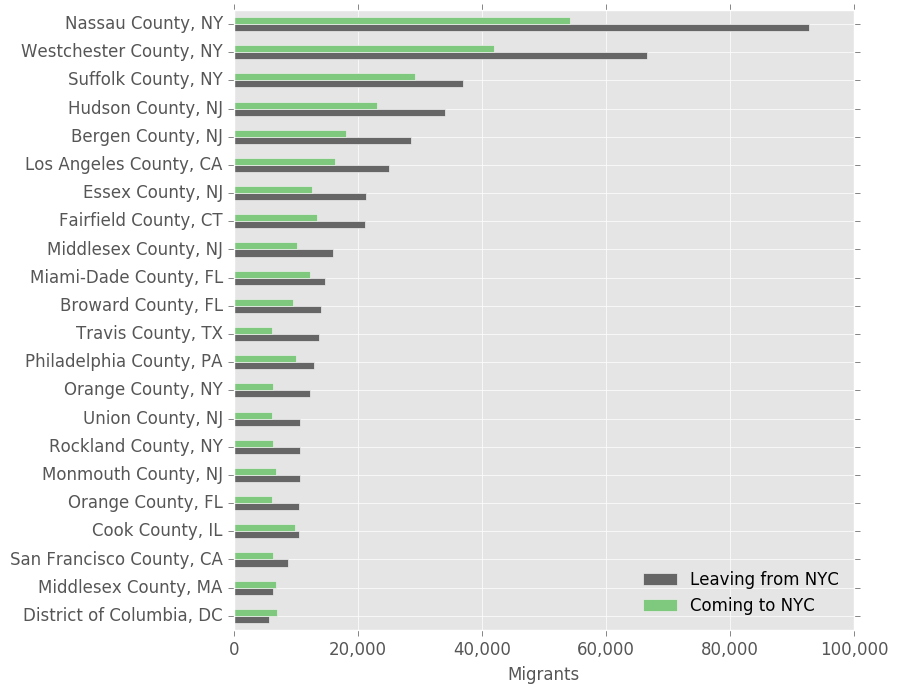 Nassau County, NY
Westchester County, NY
Suffolk County, NY
Hudson County, NJ
Bergen County, NJ
Los Angeles County, CA
Essex County, NJ
Fairfield County, CT
Middlesex County, NJ
Miami-Dade County, FL
Broward County, FL
Travis County, TX
Philadelphia County, PA
Orange County, NY
Union County, NJ
Rockland County, NY
Monmouth County, NJ
Orange County, FL
Cook County, IL
San Francisco County, CA
Middlesex County, MA
District of Columbia, DC
Leaving from NYC
Coming to NYC
0 20,000 40,000 60,000 80,000 100,000
Migrants